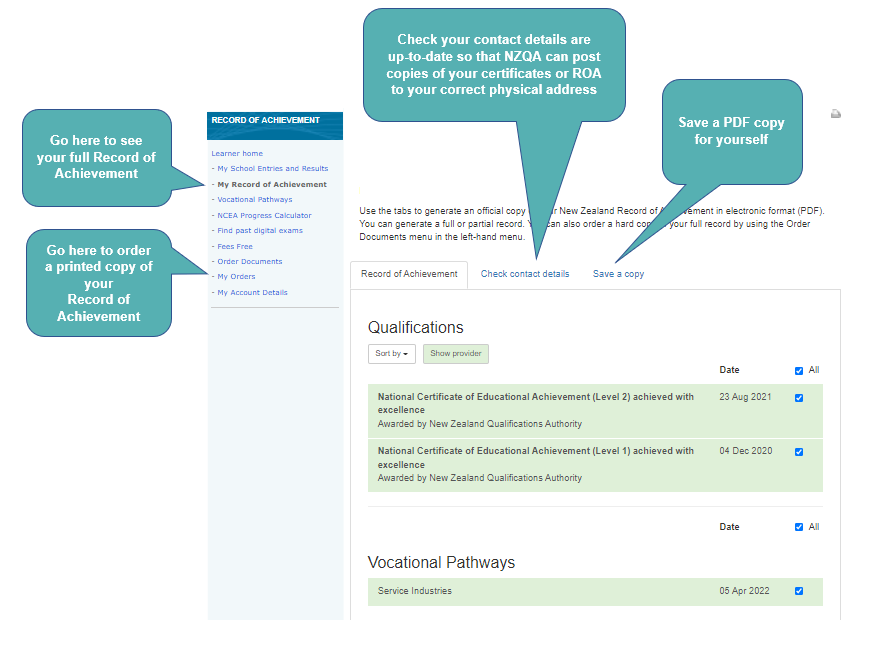 Check your contact details are
up-to-date so that NZQA can post
copies of your certificates or ROA
to your correct physical address
Save a PDF copy
for yourself
Go here to see
your full Record of
Achievement
Go here to order
a printed copy of
your
Record of
Achievement
RECORD OF ACHIEVEMENT
Learner home
- My School Entries and Results
- My Record of Achievement
- Vocational Pathways
- NCEA Progress Calculator
- Find past digital exams
- Fees Free
- Order Documents
- My Orders
- My Account Details
Use the tabs to generate an official copy New Zealand Record of in electronic format (PDF).
You can generate a full or partial record. can also order a hard your full record by using the Order
Documents menu in the left-hand menu.
Record of Achievement
Check contact details
Save a copy
Qualifications
Sort by
Show provider
Date
All
National Certificate of Educational Achievement (Level 2) achieved with
excellence
Awarded by New Zealand Qualifications Authority
23 Aug 2021
National Certificate of Educational Achievement (Level 1) achieved with
excellence
Awarded by New Zealand Qualifications Authority
04 Dec 2020
Date
All
Vocational Pathways
Service Industries
05 Apr 2022